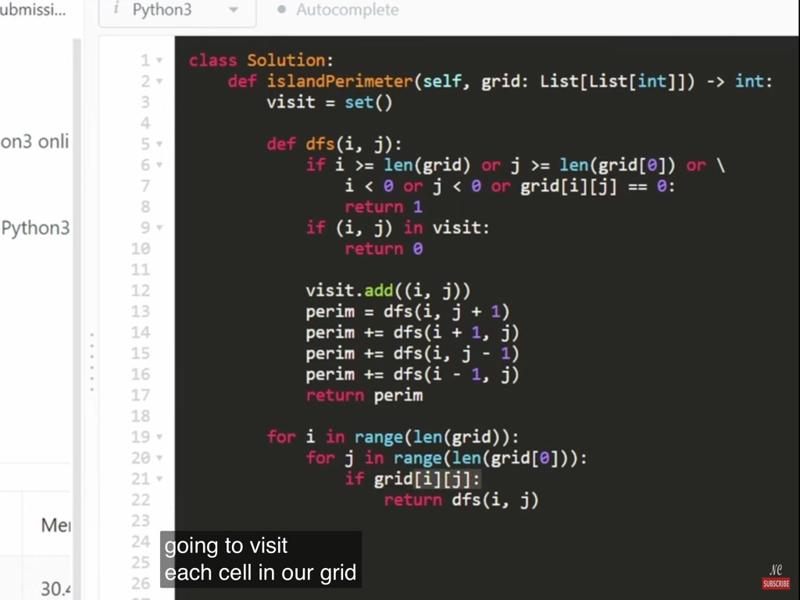 ubmissi...
i Python3
Autocomplete
on3 onli
Python3
Mer
30.4
1 class Solution:
2 def islandPerimeter(self, grid: List[List[int]]) -> int:
3 visit = set()
4
5 def dfs(i, j):
6 if i >= len(grid) or j >= len(grid[0]) or \
7 i < 0 or j < 0 or grid[i][j] == 0:
8 return 1
9 if (i, j) in visit:
10 return 0
11
12 visit.add((i, j))
13 perim = dfs(i, j + 1)
14 perim += dfs(i + 1, j)
15 perim += dfs(i, j - 1)
16 perim += dfs(i - 1, j)
17 return perim
18
19 for i in range(len(grid)):
20 for j in range(len(grid[0])):
21 if grid[i][j]:
22 return dfs(i, j)
23
24
25
26
going to visit
each cell in our grid
NC
SUBSCRIBE